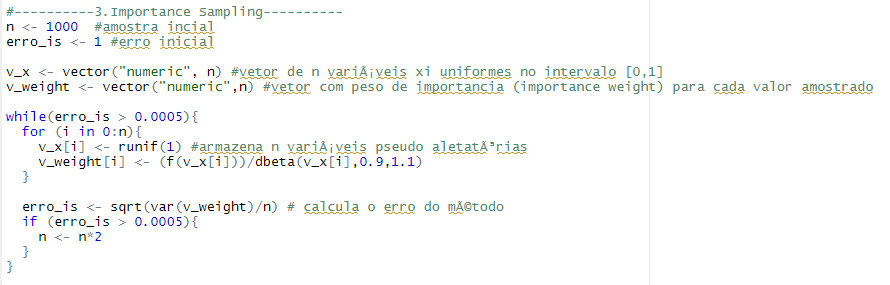 #----------3.Importance Sampling----------
n <- 1000  #amostra incial
erro_is <- 1 #erro inicial

v_x <- vector("numeric", n) #vetor de n variÃ¡veis xi uniformes no intervalo [0,1]
v_weight <- vector("numeric",n) #vetor com peso de importancia (importance weight) para cada valor amostrado

while(erro_is > 0.0005){
  for (i in 0:n){
    v_x[i] <- runif(1) #armazena n variÃ¡veis pseudo aletatÃ³rias
    v_weight[i] <- (f(v_x[i]))/dbeta(v_x[i],0.9,1.1)
  }

  erro_is <- sqrt(var(v_weight)/n) # calcula o erro do mÃ©todo
  if (erro_is > 0.0005){
    n <- n*2
  }
}